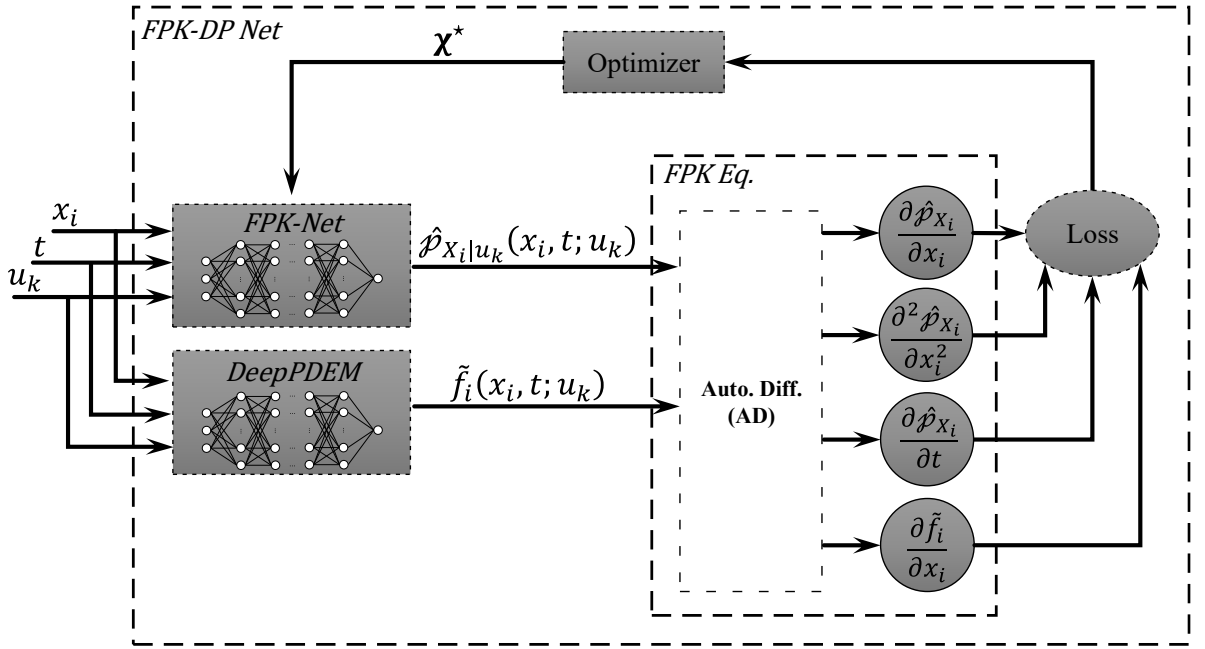 FPK-DP Net
χ*
Optimizer
FPK Eq.
x_i
t
u_k
FPK-Net
p̂_{X_i|u_k}(x_i, t; u_k)
∂p̂_{X_i}/∂x_i
Loss
∂²p̂_{X_i}/∂x_i²
DeepPDEM
f̃_i(x_i, t; u_k)
Auto. Diff.
(AD)
∂p̂_{X_i}/∂t
∂f̃_i/∂x_i